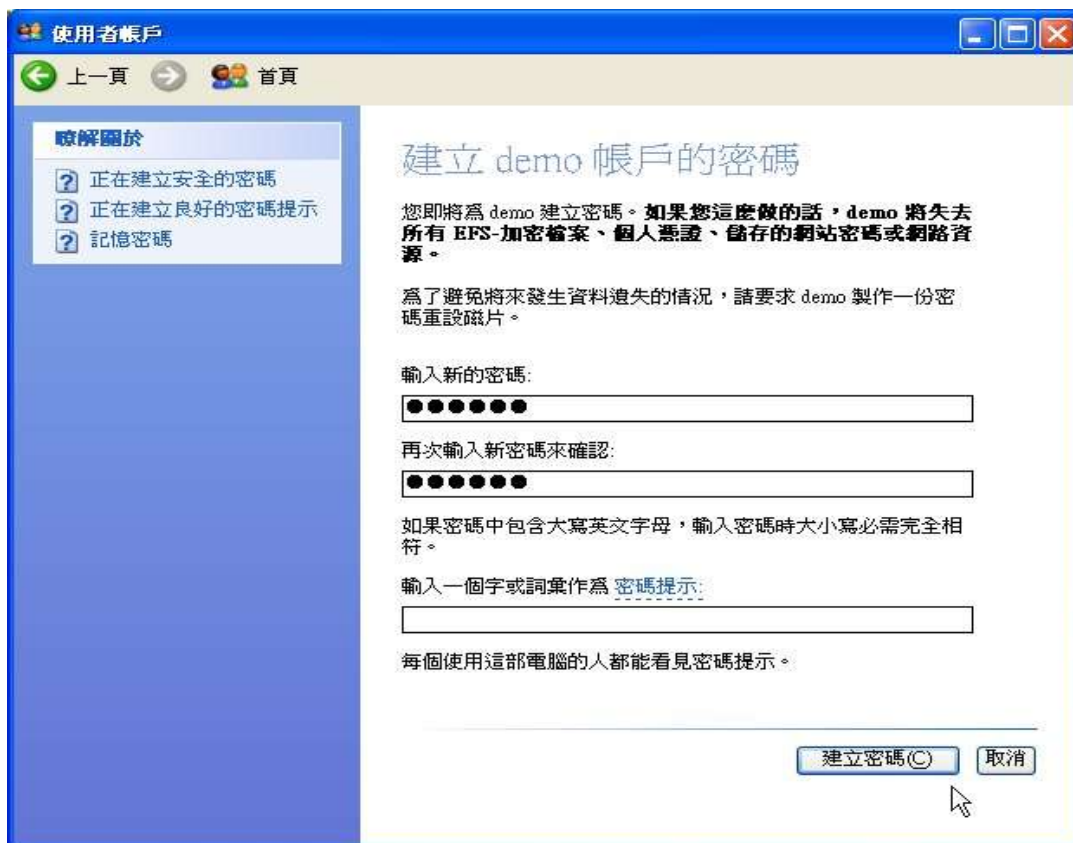 使用者帳戶
上一頁 首頁
瞭解關於
正在建立安全的密碼
正在建立良好的密碼提示
記憶密碼
建立 demo 帳戶的密碼
您即將為 demo 建立密碼。如果您這麼做的話，demo 將失去
所有 EFS-加密檔案、個人憑證、儲存的網站密碼或網路資
源。
為了避免將來發生資料遺失的情況，請要求 demo 製作一份密
碼重設磁片。
輸入新的密碼:
●●●●●●
再次輸入新密碼來確認:
●●●●●●
如果密碼中包含大寫英文字母，輸入密碼時大小寫必需完全相
符。
輸入一個字或詞彙作為 密碼提示:
每個使用這部電腦的人都能看見密碼提示。
建立密碼(C) 取消